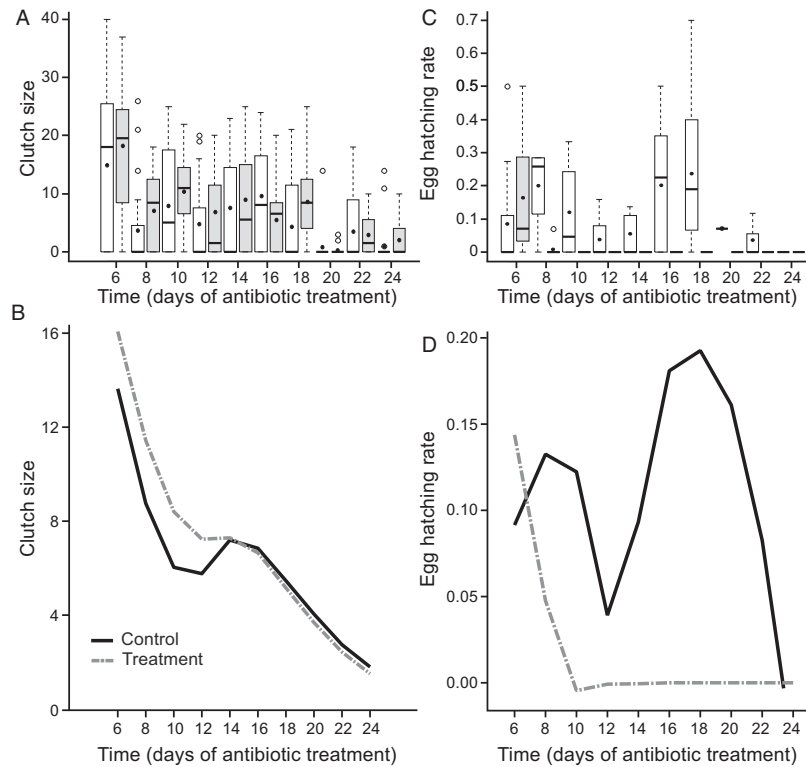 A
Clutch size
40
30
20
10
0
6 8 10 12 14 16 18 20 22 24
Time (days of antibiotic treatment)
C
Egg hatching rate
0.7
0.6
0.5
0.4
0.3
0.2
0.1
0
6 8 10 12 14 16 18 20 22 24
Time (days of antibiotic treatment)
B
Clutch size
16
12
8
4
0
Control
Treatment
6 8 10 12 14 16 18 20 22 24
Time (days of antibiotic treatment)
D
Egg hatching rate
0.20
0.15
0.10
0.05
0.00
6 8 10 12 14 16 18 20 22 24
Time (days of antibiotic treatment)